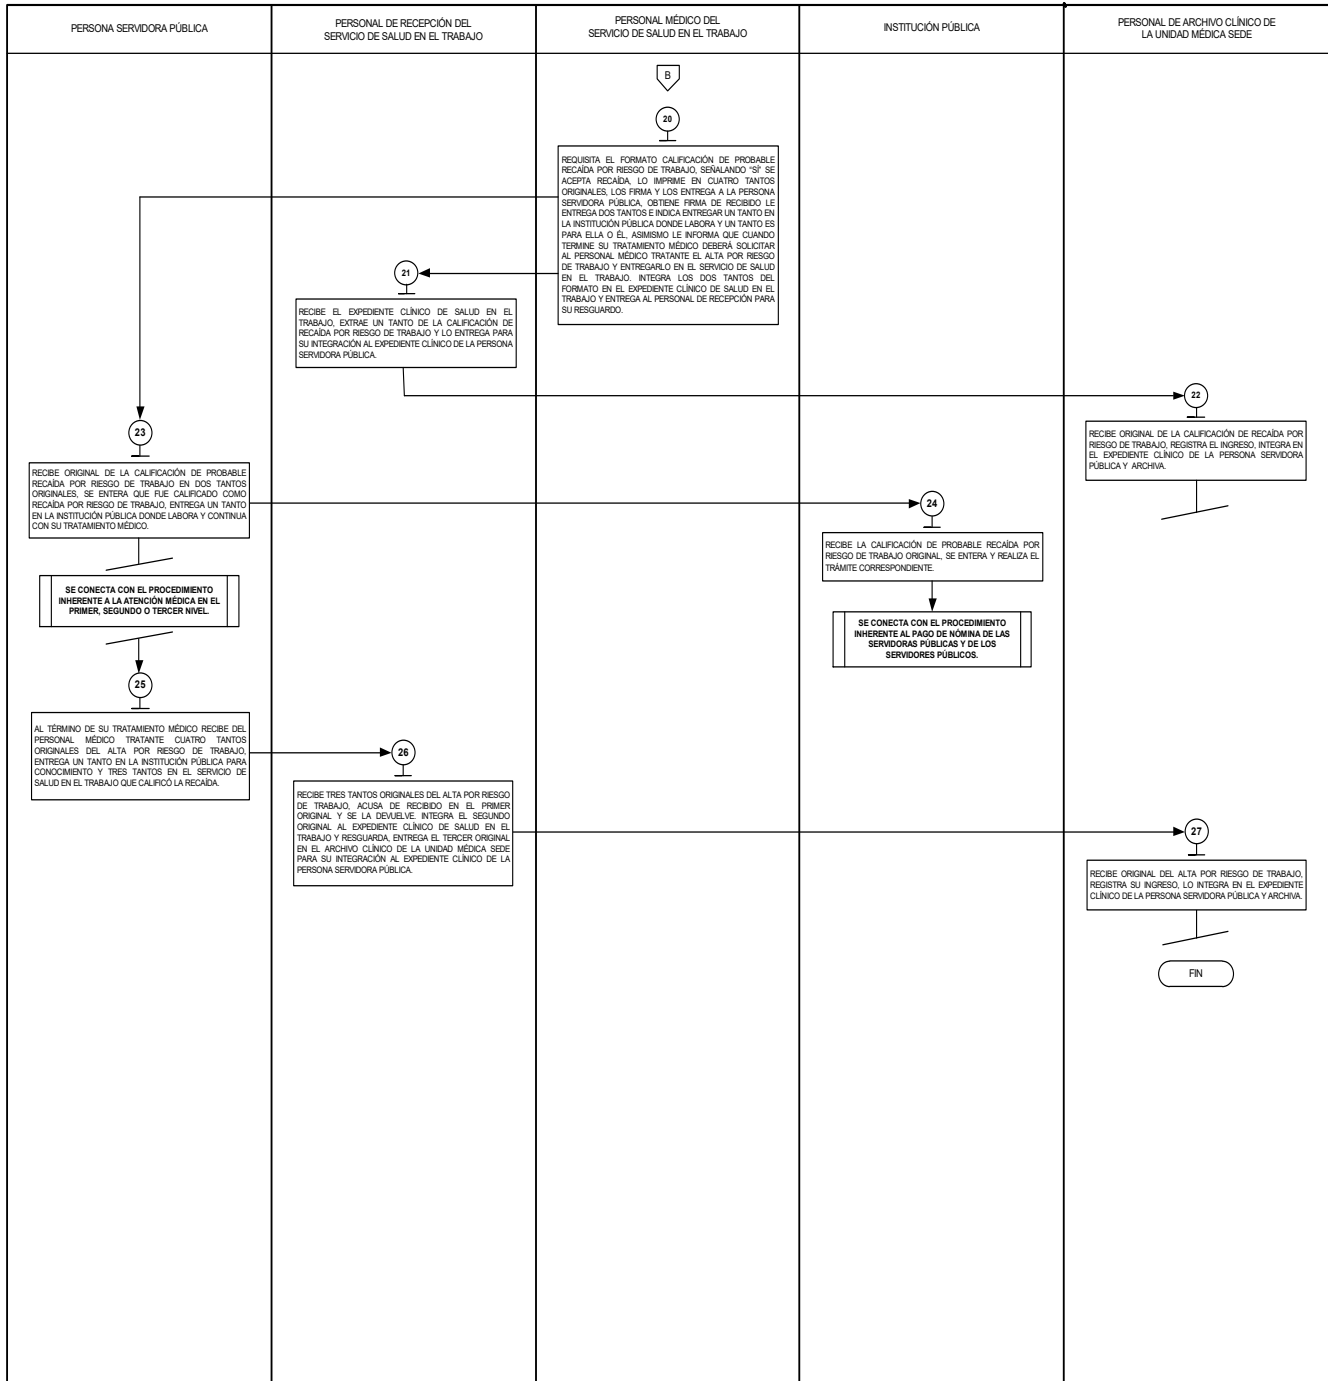 PERSONA SERVIDORA PÚBLICA
PERSONAL DE RECEPCIÓN DEL
SERVICIO DE SALUD EN EL TRABAJO
PERSONAL MÉDICO DEL
SERVICIO DE SALUD EN EL TRABAJO
INSTITUCIÓN PÚBLICA
PERSONAL DE ARCHIVO CLÍNICO DE
LA UNIDAD MÉDICA SEDE
B
20
REQUISITA EL FORMATO CALIFICACIÓN DE PROBABLE
RECAÍDA POR RIESGO DE TRABAJO, SEÑALANDO “SÍ” SE
ACEPTA RECAÍDA, LO IMPRIME EN CUATRO TANTOS
ORIGINALES, LOS FIRMA Y LOS ENTREGA A LA PERSONA
SERVIDORA PÚBLICA, OBTIENE FIRMA DE RECIBIDO LE
ENTREGA DOS TANTOS E INDICA ENTREGAR UN TANTO EN
LA INSTITUCIÓN PÚBLICA DONDE LABORA Y UN TANTO ES
PARA ELLA O ÉL, ASIMISMO LE INFORMA QUE CUANDO
TERMINE SU TRATAMIENTO MÉDICO DEBERÁ SOLICITAR
AL PERSONAL MÉDICO TRATANTE EL ALTA POR RIESGO
DE TRABAJO Y ENTREGARLO EN EL SERVICIO DE SALUD
EN EL TRABAJO. INTEGRA LOS DOS TANTOS DEL
FORMATO EN EL EXPEDIENTE CLÍNICO DE SALUD EN EL
TRABAJO Y ENTREGA AL PERSONAL DE RECEPCIÓN PARA
SU RESGUARDO.
21
RECIBE EL EXPEDIENTE CLÍNICO DE SALUD EN EL
TRABAJO, EXTRAE UN TANTO DE LA CALIFICACIÓN DE
RECAÍDA POR RIESGO DE TRABAJO Y LO ENTREGA PARA
SU INTEGRACIÓN AL EXPEDIENTE CLÍNICO DE LA PERSONA
SERVIDORA PÚBLICA.
22
RECIBE ORIGINAL DE LA CALIFICACIÓN DE RECAÍDA POR
RIESGO DE TRABAJO, REGISTRA EL INGRESO, INTEGRA EN
EL EXPEDIENTE CLÍNICO DE LA PERSONA SERVIDORA
PÚBLICA Y ARCHIVA.
23
RECIBE ORIGINAL DE LA CALIFICACIÓN DE PROBABLE
RECAÍDA POR RIESGO DE TRABAJO EN DOS TANTOS
ORIGINALES, SE ENTERA QUE FUE CALIFICADO COMO
RECAÍDA POR RIESGO DE TRABAJO, ENTREGA UN TANTO
EN LA INSTITUCIÓN PÚBLICA DONDE LABORA Y CONTINUA
CON SU TRATAMIENTO MÉDICO.
24
RECIBE LA CALIFICACIÓN DE PROBABLE RECAÍDA POR
RIESGO DE TRABAJO ORIGINAL, SE ENTERA Y REALIZA EL
TRÁMITE CORRESPONDIENTE.
SE CONECTA CON EL PROCEDIMIENTO
INHERENTE A LA ATENCIÓN MÉDICA EN EL
PRIMER, SEGUNDO O TERCER NIVEL.
SE CONECTA CON EL PROCEDIMIENTO
INHERENTE AL PAGO DE NÓMINA DE LAS
SERVIDORAS PÚBLICAS Y DE LOS
SERVIDORES PÚBLICOS.
25
AL TÉRMINO DE SU TRATAMIENTO MÉDICO RECIBE DEL
PERSONAL MÉDICO TRATANTE CUATRO TANTOS
ORIGINALES DEL ALTA POR RIESGO DE TRABAJO,
ENTREGA UN TANTO EN LA INSTITUCIÓN PÚBLICA PARA
CONOCIMIENTO Y TRES TANTOS EN EL SERVICIO DE
SALUD EN EL TRABAJO QUE CALIFICÓ LA RECAÍDA.
26
RECIBE TRES TANTOS ORIGINALES DEL ALTA POR RIESGO
DE TRABAJO, ACUSA DE RECIBIDO EN EL PRIMER
ORIGINAL Y SE LA DEVUELVE. INTEGRA EL SEGUNDO
ORIGINAL AL EXPEDIENTE CLÍNICO DE SALUD EN EL
TRABAJO Y RESGUARDA, ENTREGA EL TERCER ORIGINAL
EN EL ARCHIVO CLÍNICO DE LA UNIDAD MÉDICA SEDE
PARA SU INTEGRACIÓN AL EXPEDIENTE CLÍNICO DE LA
PERSONA SERVIDORA PÚBLICA.
27
RECIBE ORIGINAL DEL ALTA POR RIESGO DE TRABAJO,
REGISTRA SU INGRESO, LO INTEGRA EN EL EXPEDIENTE
CLÍNICO DE LA PERSONA SERVIDORA PÚBLICA Y ARCHIVA.
FIN